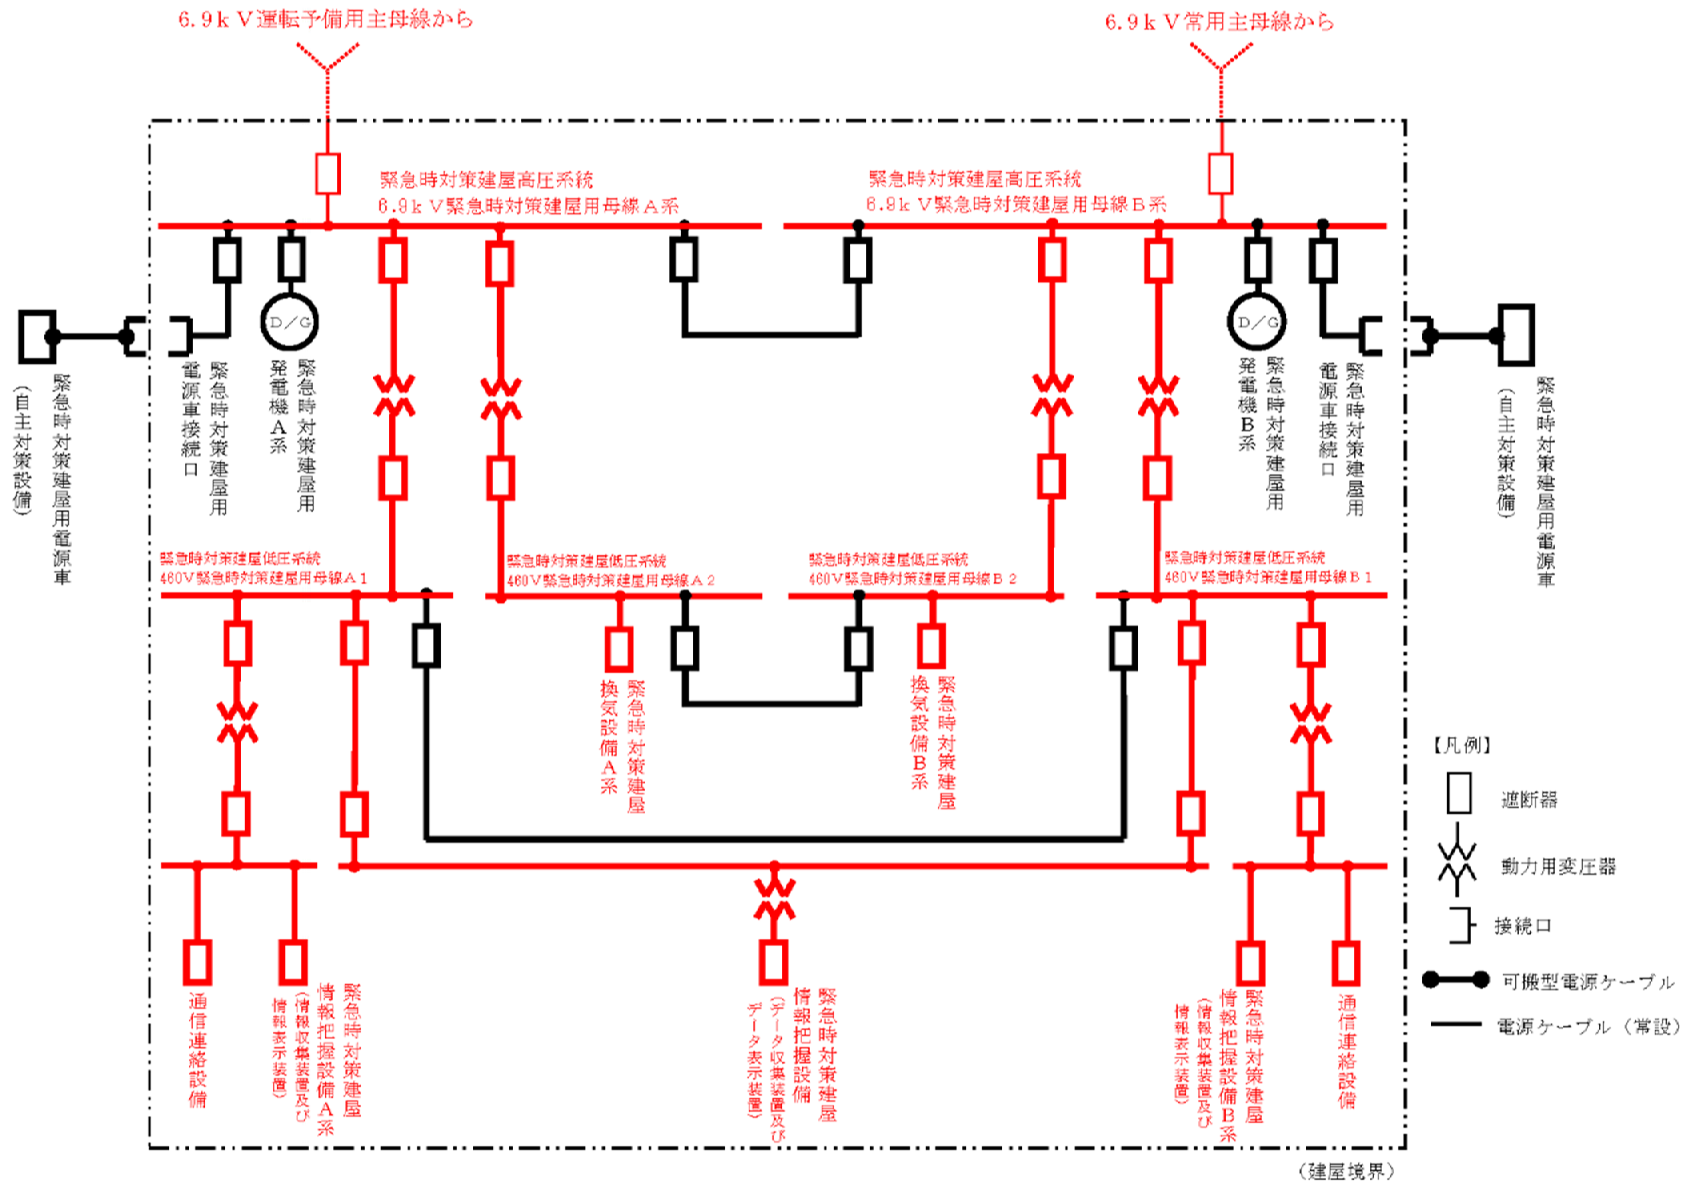 6.9kV運転予備用主母線から
6.9kV常用主母線から
緊急時対策建屋高圧系統
6.9kV緊急時対策建屋用母線A系
緊急時対策建屋高圧系統
6.9kV緊急時対策建屋用母線B系
D/G
D/G
緊急時対策建屋用電源車
(自主対策設備)
緊急時対策建屋用
電源車接続口
緊急時対策建屋用
発電機A系
緊急時対策建屋用
発電機B系
緊急時対策建屋用
電源車接続口
緊急時対策建屋用電源車
(自主対策設備)
緊急時対策建屋低圧系統
460V緊急時対策建屋用母線A1
緊急時対策建屋低圧系統
460V緊急時対策建屋用母線A2
緊急時対策建屋低圧系統
460V緊急時対策建屋用母線B2
緊急時対策建屋低圧系統
460V緊急時対策建屋用母線B1
緊急時対策建屋
換気設備A系
緊急時対策建屋
換気設備B系
通信連絡設備
緊急時対策建屋
情報把握設備A系
(情報収集装置及び
情報表示装置)
緊急時対策建屋
情報把握設備
(データ収集装置及び
データ表示装置)
緊急時対策建屋
情報把握設備B系
(情報収集装置及び
情報表示装置)
通信連絡設備
【凡例】
遮断器
動力用変圧器
接続口
可搬型電源ケーブル
電源ケーブル(常設)
(建屋境界)